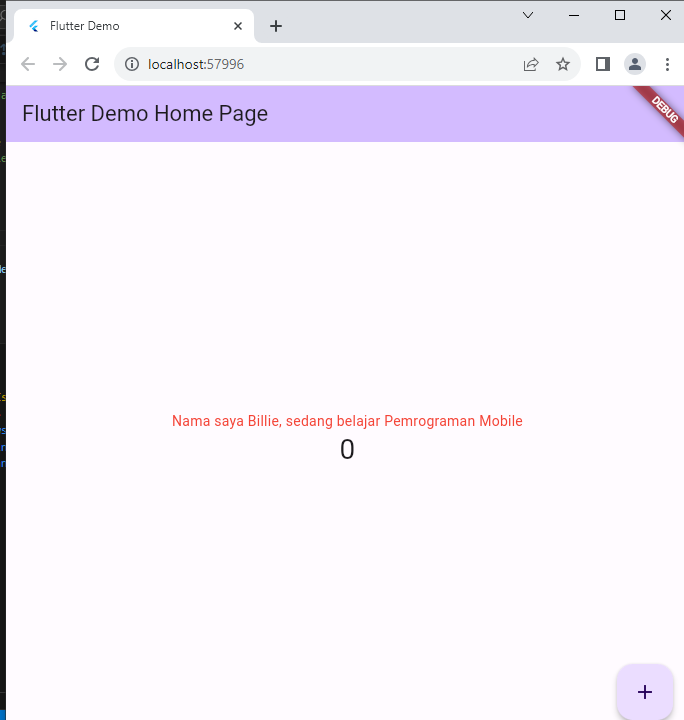 Flutter Demo
localhost:57996
Flutter Demo Home Page
DEBUG
Nama saya Billie, sedang belajar Pemrograman Mobile
0